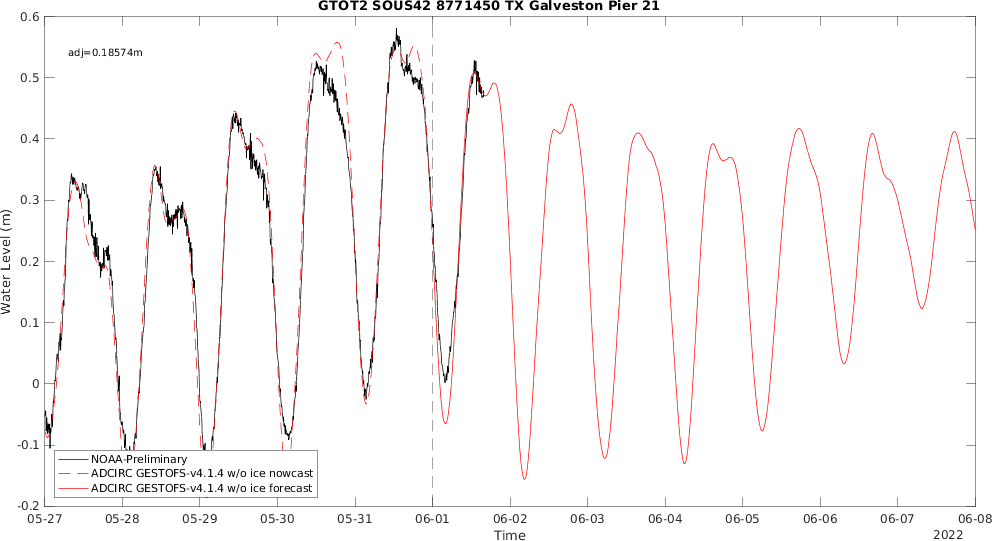 GTOT2 SOUS42 8771450 TX Galveston Pier 21
0.6
adj=0.18574m
0.5
0.4
0.3
0.2
0.1
0
-0.1
-0.2
Water Level (m)
NOAA-Preliminary
ADCIRC GESTOFS-v4.1.4 w/o ice nowcast
ADCIRC GESTOFS-v4.1.4 w/o ice forecast
05-27 05-28 05-29 05-30 05-31 06-01 06-02 06-03 06-04 06-05 06-06 06-07 06-08
Time
2022